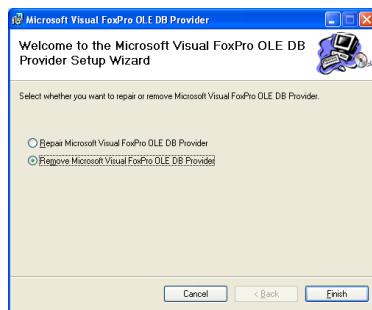 Microsoft Visual FoxPro OLE DB Provider
Welcome to the Microsoft Visual FoxPro OLE DB
Provider Setup Wizard
Select whether you want to repair or remove Microsoft Visual FoxPro OLE DB Provider.
Repair Microsoft Visual FoxPro OLE DB Provider
Remove Microsoft Visual FoxPro OLE DB Provider
Cancel
< Back
Finish